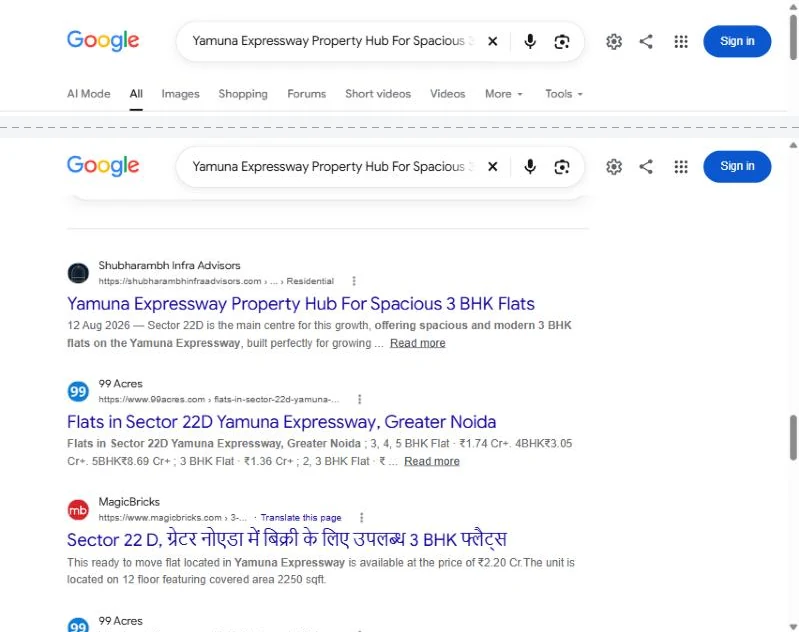 Google
Yamuna Expressway Property Hub For Spacious
Sign in
AI Mode All Images Shopping Forums Short videos Videos More Tools
Google
Yamuna Expressway Property Hub For Spacious
Sign in
Shubharambh Infra Advisors
https://shubharambhinfraadvisors.com › ... › Residential
Yamuna Expressway Property Hub For Spacious 3 BHK Flats
12 Aug 2026 — Sector 22D is the main centre for this growth, offering spacious and modern 3 BHK
flats on the Yamuna Expressway, built perfectly for growing ... Read more
99
99 Acres
https://www.99acres.com › flats-in-sector-22d-yamuna-...
Flats in Sector 22D Yamuna Expressway, Greater Noida
Flats in Sector 22D Yamuna Expressway, Greater Noida ; 3, 4, 5 BHK Flat · ₹1.74 Cr+. 4BHK₹3.05
Cr+. 5BHK₹8.69 Cr+ ; 3 BHK Flat · ₹1.36 Cr+ ; 2, 3 BHK Flat · ₹ ... Read more
mb
MagicBricks
https://www.magicbricks.com › 3-... · Translate this page
Sector 22 D, ग्रेटर नोएडा में बिक्री के लिए उपलब्ध 3 BHK फ्लैट्स
This ready to move flat located in Yamuna Expressway is available at the price of ₹2.20 Cr.The unit is
located on 12 floor featuring covered area 2250 sqft.
99
99 Acres